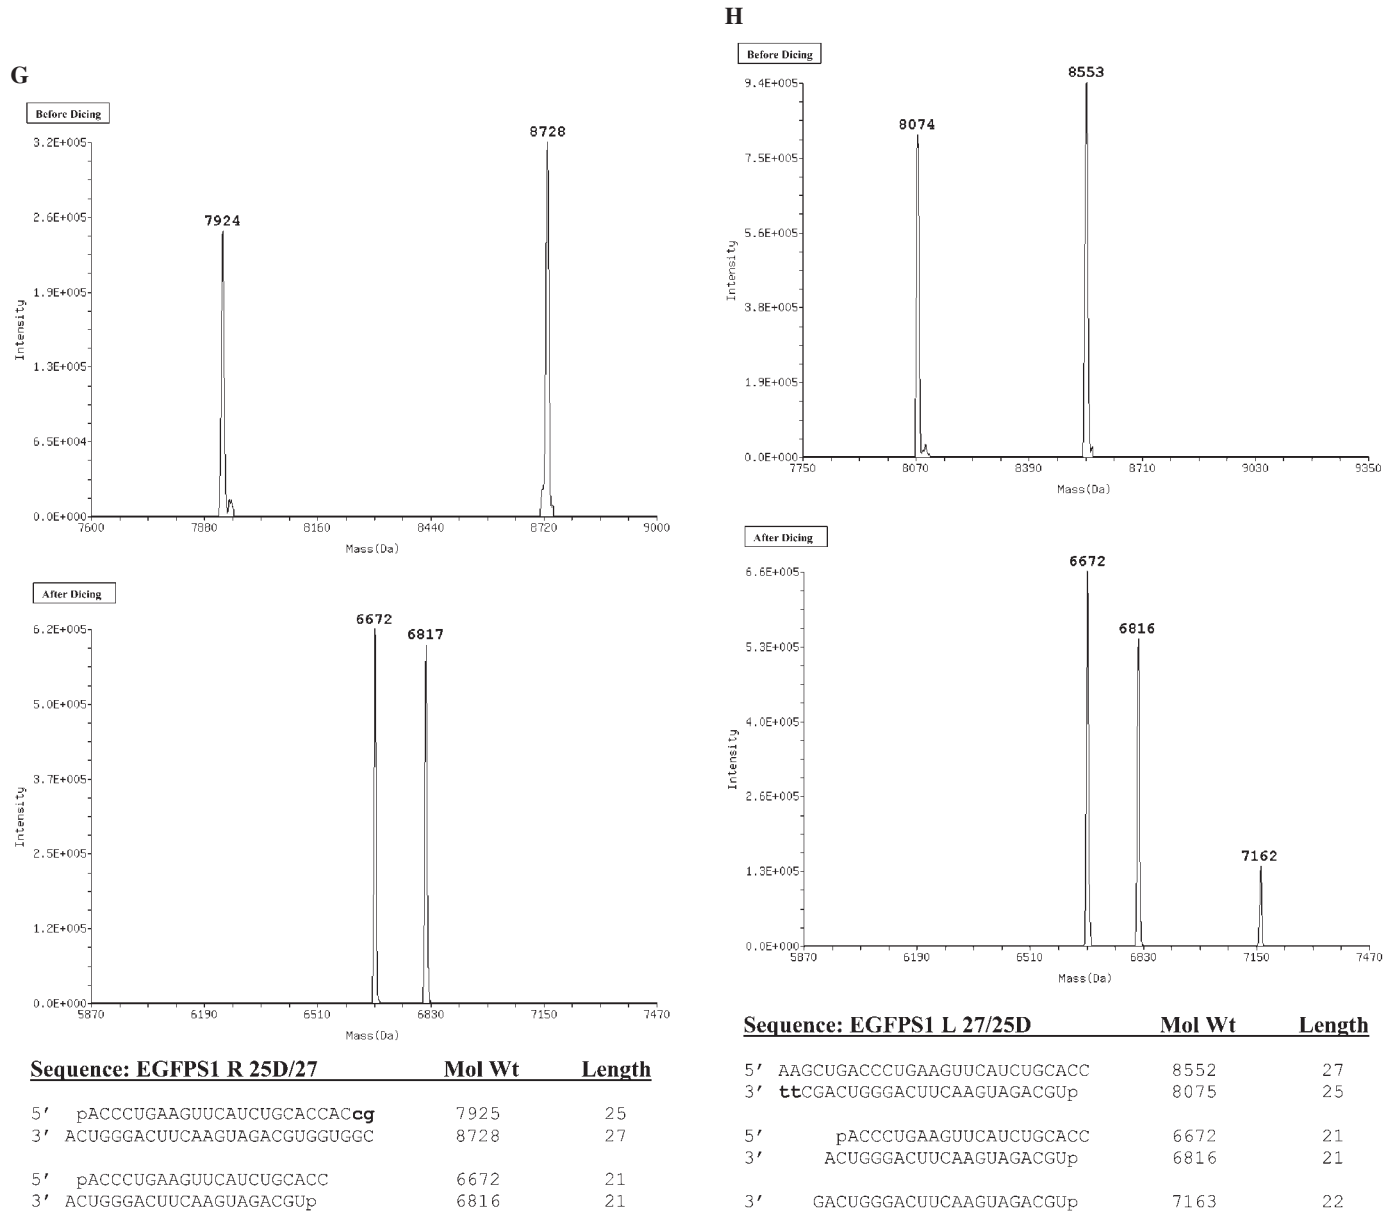 G
Before Dicing
3.2E+005
2.6E+005
1.9E+005
1.3E+005
6.5E+004
0.0E+000
Intensity
7924
8728
7600 7880 8160 8440 8720 9000
Mass(Da)
After Dicing
6.2E+005
5.0E+005
3.7E+005
2.5E+005
1.2E+005
0.0E+000
Intensity
6672
6817
5870 6190 6510 6830 7150 7470
Mass(Da)
Sequence: EGFPS1 R 25D/27 Mol Wt Length
5′ pACCCUGAAGUUCAUCUGCACCACcg 7925 25
3′ ACUGGGACUUCAAGUAGACGUGGUGGC 8728 27
5′ pACCCUGAAGUUCAUCUGCACC 6672 21
3′ ACUGGGACUUCAAGUAGACGUp 6816 21
H
Before Dicing
9.4E+005
7.5E+005
5.6E+005
3.8E+005
1.9E+005
0.0E+000
Intensity
8074
8553
7750 8070 8390 8710 9030 9350
Mass(Da)
After Dicing
6.6E+005
5.3E+005
4.0E+005
2.6E+005
1.3E+005
0.0E+000
Intensity
6672
6816
7162
5870 6190 6510 6830 7150 7470
Mass(Da)
Sequence: EGFPS1 L 27/25D Mol Wt Length
5′ AAGCUGACCCUGAAGUUCAUCUGCACC 8552 27
3′ ttCGACUGGGACUUCAAGUAGACGUp 8075 25
5′ pACCCUGAAGUUCAUCUGCACC 6672 21
3′ ACUGGGACUUCAAGUAGACGUp 6816 21
3′ GACUGGGACUUCAAGUAGACGUp 7163 22